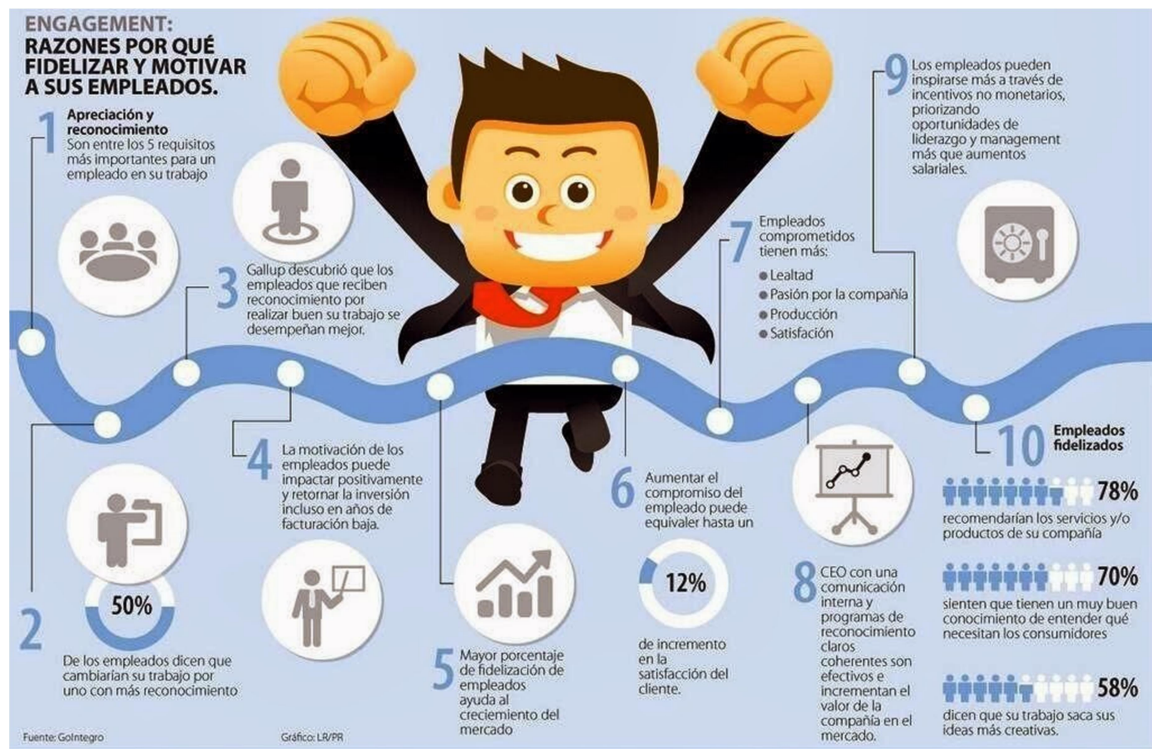 ENGAGEMENT:
RAZONES POR QUÉ
FIDELIZAR Y MOTIVAR
A SUS EMPLEADOS.
1
Apreciación y
reconocimiento
Son entre los 5 requisitos
más importantes para un
empleado en su trabajo
2
50%
De los empleados dicen que
cambiarían su trabajo por
uno con más reconocimiento
3
Gallup descubrió que los
empleados que reciben
reconocimiento por
realizar buen su trabajo se
desempeñan mejor.
4
La motivación de los
empleados puede
impactar positivamente
y retornar la inversión
incluso en años de
facturación baja.
5
Mayor porcentaje
de fidelización de
empleados
ayuda al
creciemiento del
mercado
6
Aumentar el
compromiso del
empleado puede
equivaler hasta un
12%
de incremento
en la
satisfacción del
cliente.
7
Empleados
comprometidos
tienen más:
● Lealtad
● Pasión por la compañía
● Producción
● Satisfacción
8
CEO con una
comunicación
interna y
programas de
reconocimiento
claros
coherentes son
efectivos e
incrementan el
valor de la
compañía en el
mercado.
9
Los empleados pueden
inspirarse más a través de
incentivos no monetarios,
priorizando
oportunidades de
liderazgo y management
más que aumentos
salariales.
10
Empleados
fidelizados
78%
recomendarían los servicios y/o
productos de su compañía
70%
sienten que tienen un muy buen
conocimiento de entender qué
necesitan los consumidores
58%
dicen que su trabajo saca sus
ideas más creativas.
Fuente: GoIntegro
Gráfico: LR/PR